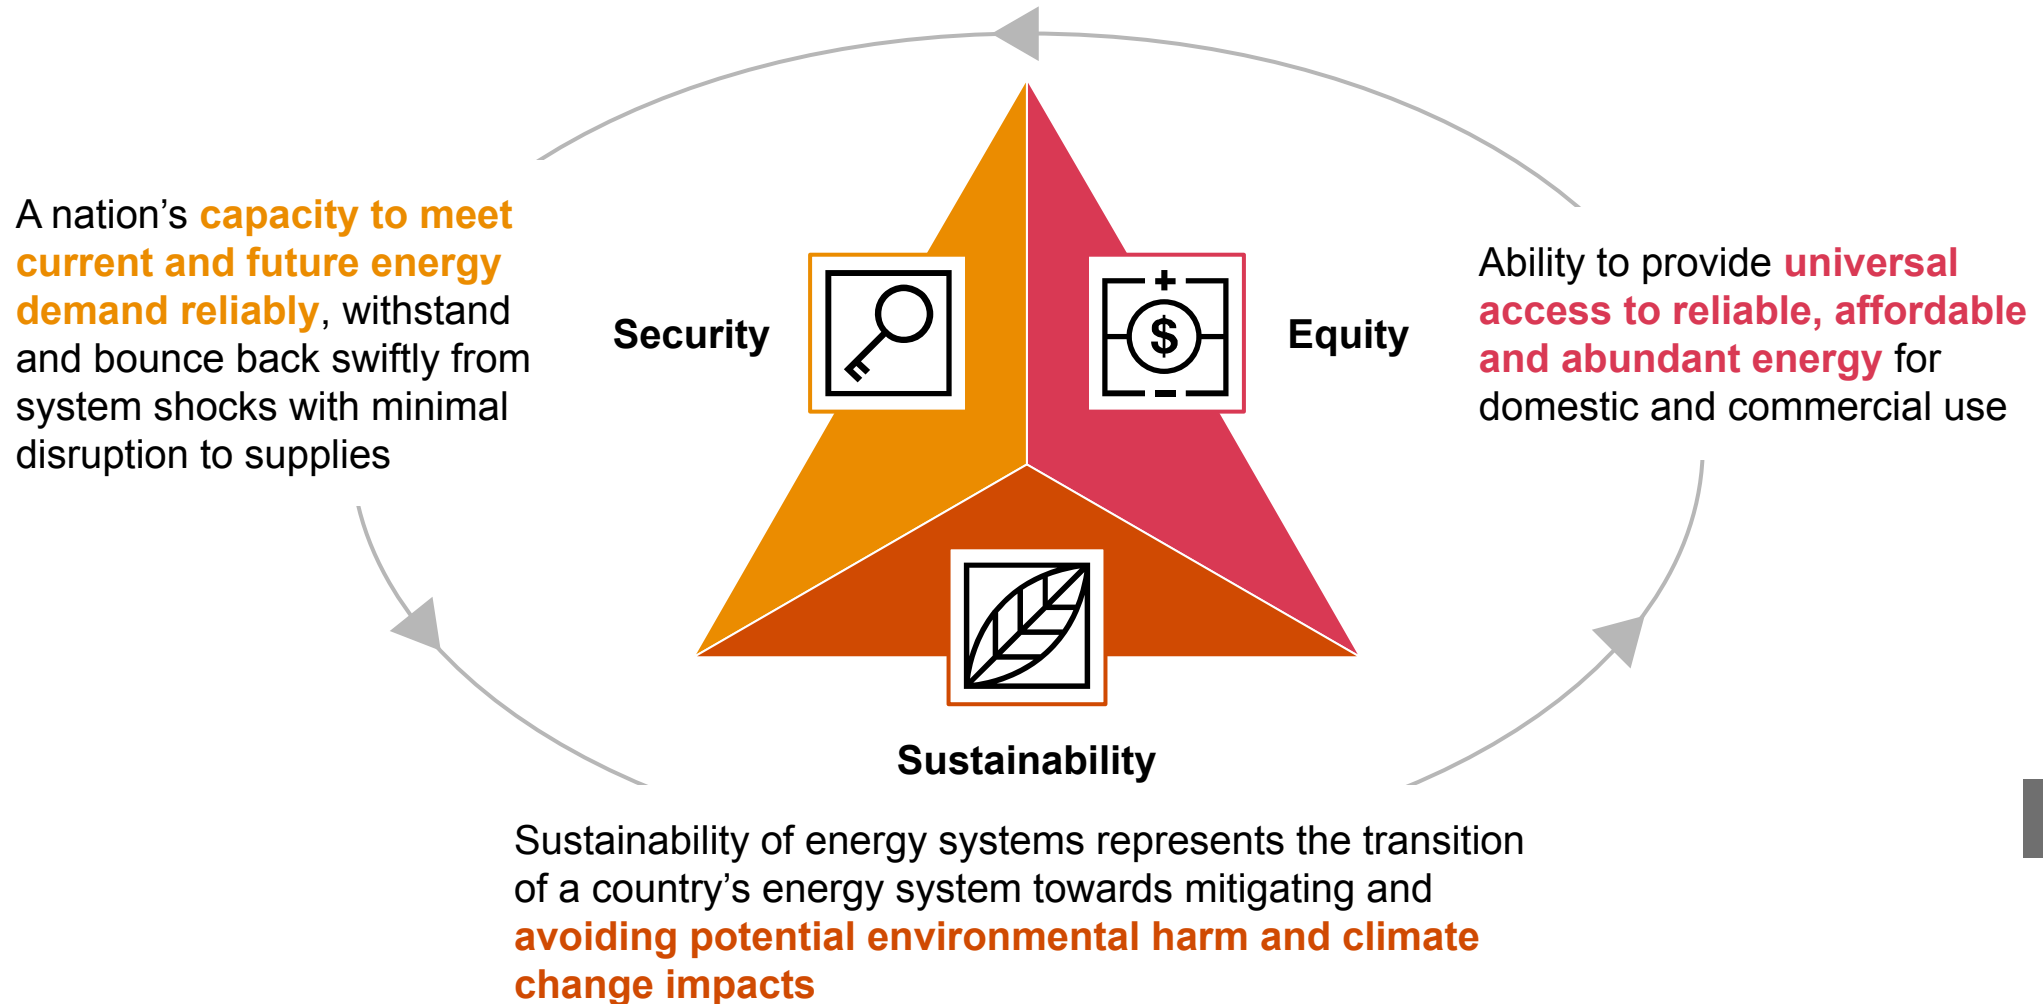 A nation’s capacity to meet
current and future energy
demand reliably, withstand
and bounce back swiftly from
system shocks with minimal
disruption to supplies
Security
$
Equity
Ability to provide universal
access to reliable, affordable
and abundant energy for
domestic and commercial use
Sustainability
Sustainability of energy systems represents the transition
of a country’s energy system towards mitigating and
avoiding potential environmental harm and climate
change impacts